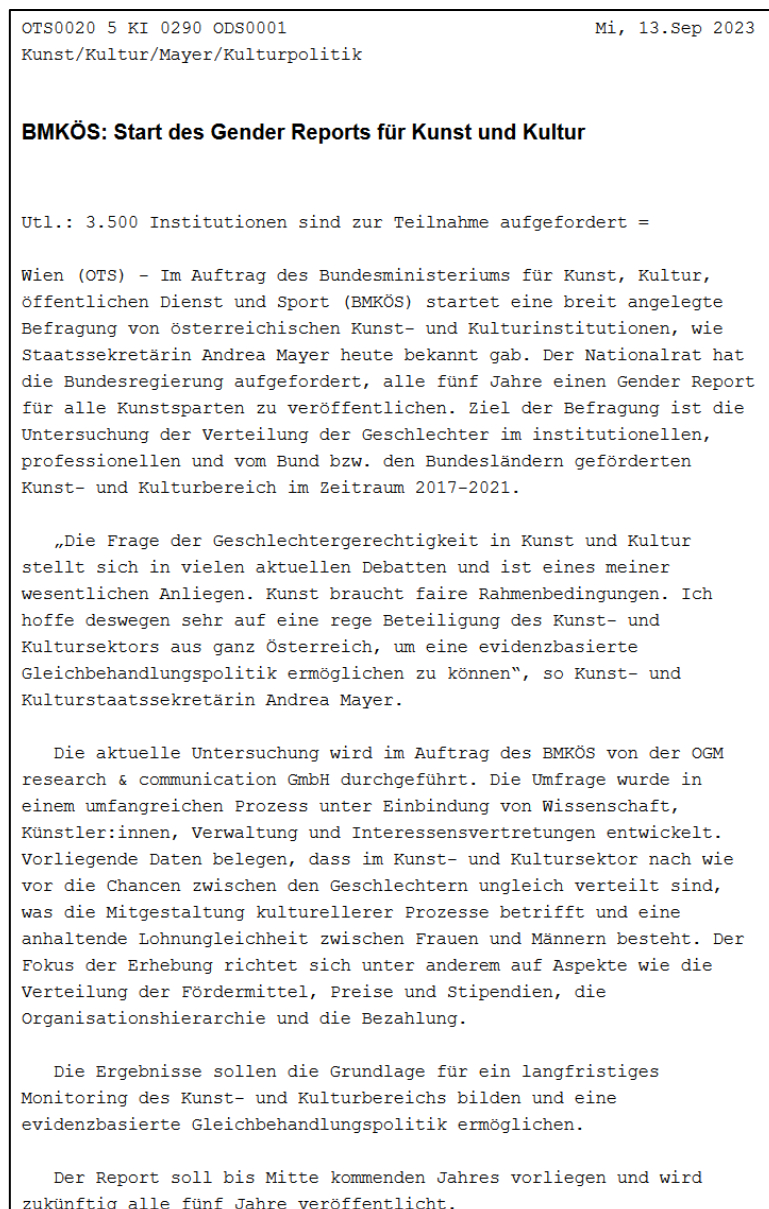 OTS0020 5 KI 0290 ODS0001 Mi, 13.Sep 2023
Kunst/Kultur/Mayer/Kulturpolitik
BMKÖS: Start des Gender Reports für Kunst und Kultur
Utl.: 3.500 Institutionen sind zur Teilnahme aufgefordert =
Wien (OTS) - Im Auftrag des Bundesministeriums für Kunst, Kultur,
öffentlichen Dienst und Sport (BMKÖS) startet eine breit angelegte
Befragung von österreichischen Kunst- und Kulturinstitutionen, wie
Staatssekretärin Andrea Mayer heute bekannt gab. Der Nationalrat hat
die Bundesregierung aufgefordert, alle fünf Jahre einen Gender Report
für alle Kunstsparten zu veröffentlichen. Ziel der Befragung ist die
Untersuchung der Verteilung der Geschlechter im institutionellen,
professionellen und vom Bund bzw. den Bundesländern geförderten
Kunst- und Kulturbereich im Zeitraum 2017-2021.
„Die Frage der Geschlechtergerechtigkeit in Kunst und Kultur
stellt sich in vielen aktuellen Debatten und ist eines meiner
wesentlichen Anliegen. Kunst braucht faire Rahmenbedingungen. Ich
hoffe deswegen sehr auf eine rege Beteiligung des Kunst- und
Kultursektors aus ganz Österreich, um eine evidenzbasierte
Gleichbehandlungspolitik ermöglichen zu können“, so Kunst- und
Kulturstaatssekretärin Andrea Mayer.
Die aktuelle Untersuchung wird im Auftrag des BMKÖS von der OGM
research & communication GmbH durchgeführt. Die Umfrage wurde in
einem umfangreichen Prozess unter Einbindung von Wissenschaft,
Künstler:innen, Verwaltung und Interessensvertretungen entwickelt.
Vorliegende Daten belegen, dass im Kunst- und Kultursektor nach wie
vor die Chancen zwischen den Geschlechtern ungleich verteilt sind,
was die Mitgestaltung kulturellerer Prozesse betrifft und eine
anhaltende Lohnungleichheit zwischen Frauen und Männern besteht. Der
Fokus der Erhebung richtet sich unter anderem auf Aspekte wie die
Verteilung der Fördermittel, Preise und Stipendien, die
Organisationshierarchie und die Bezahlung.
Die Ergebnisse sollen die Grundlage für ein langfristiges
Monitoring des Kunst- und Kulturbereichs bilden und eine
evidenzbasierte Gleichbehandlungspolitik ermöglichen.
Der Report soll bis Mitte kommenden Jahres vorliegen und wird
zukünftig alle fünf Jahre veröffentlicht.